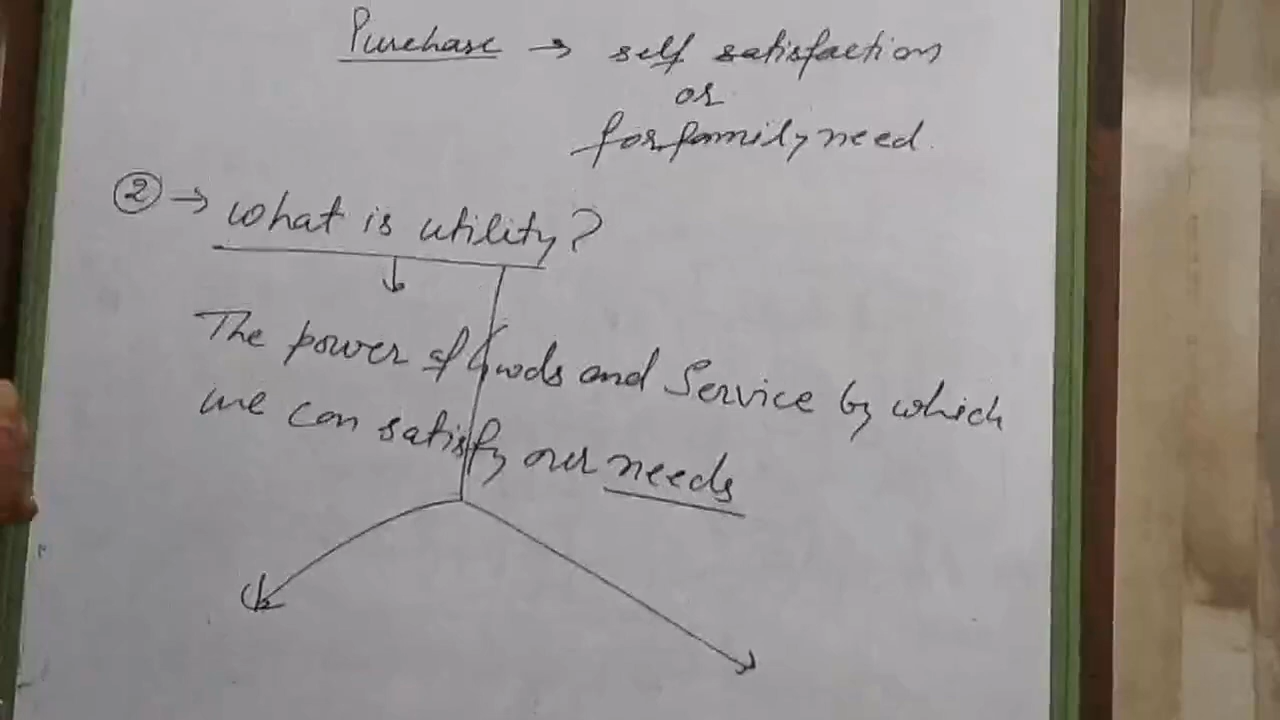 Purchase → self satisfaction
or
for family need.
② → what is utility?
The power of Goods and Service by which
we can satisfy our needs